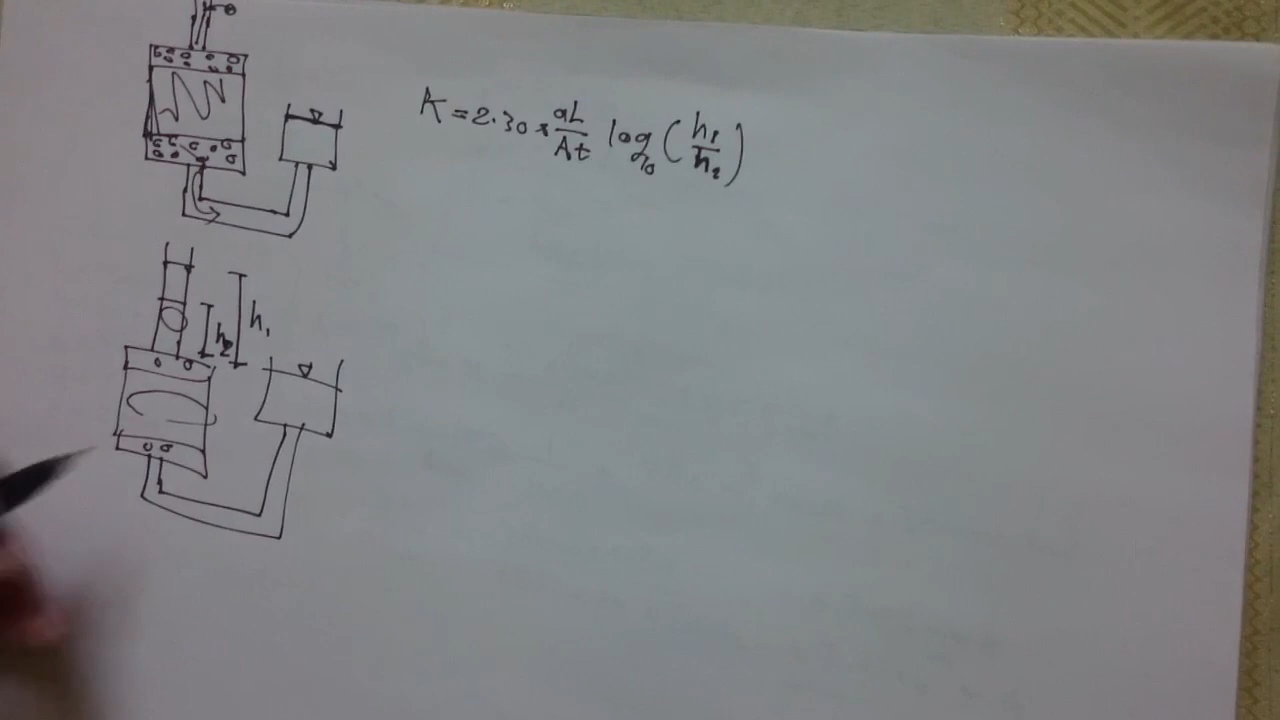 K = 2.30 × aL/At log₁₀ (h₁/h₂)
h₁
h₂